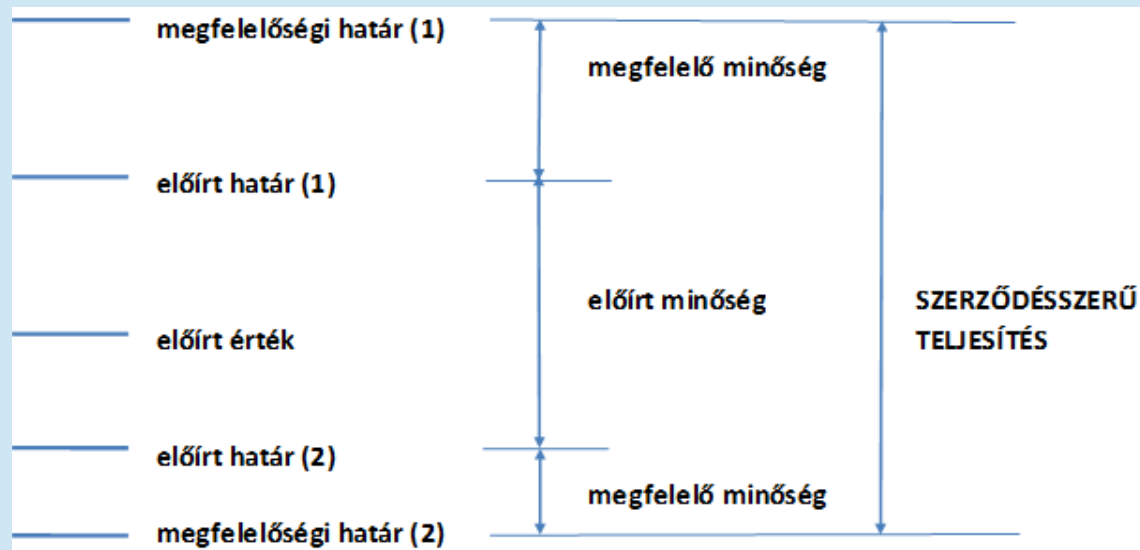 megfelelőségi határ (1)
megfelelő minőség
előírt határ (1)
előírt minőség
SZERZŐDÉSSZERŰ
TELJESÍTÉS
előírt érték
előírt határ (2)
megfelelő minőség
megfelelőségi határ (2)